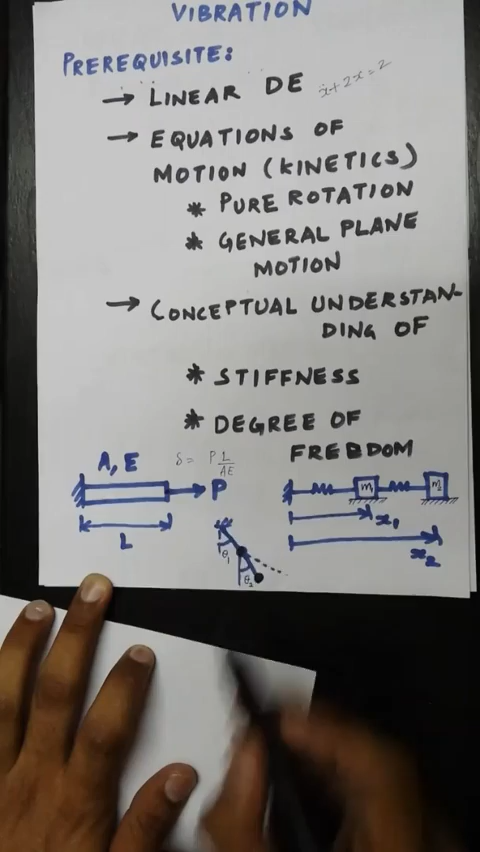 VIBRATION
PREREQUISITE:
→ LINEAR DE ẍ+2x=2
→ EQUATIONS OF
MOTION (KINETICS)
* PURE ROTATION
* GENERAL PLANE
MOTION
→ CONCEPTUAL UNDERSTAN-
DING OF
* STIFFNESS
* DEGREE OF
FREEDOM
A, E δ = PL/AE
P
L
θ1
θ2
m m2
x1
x2